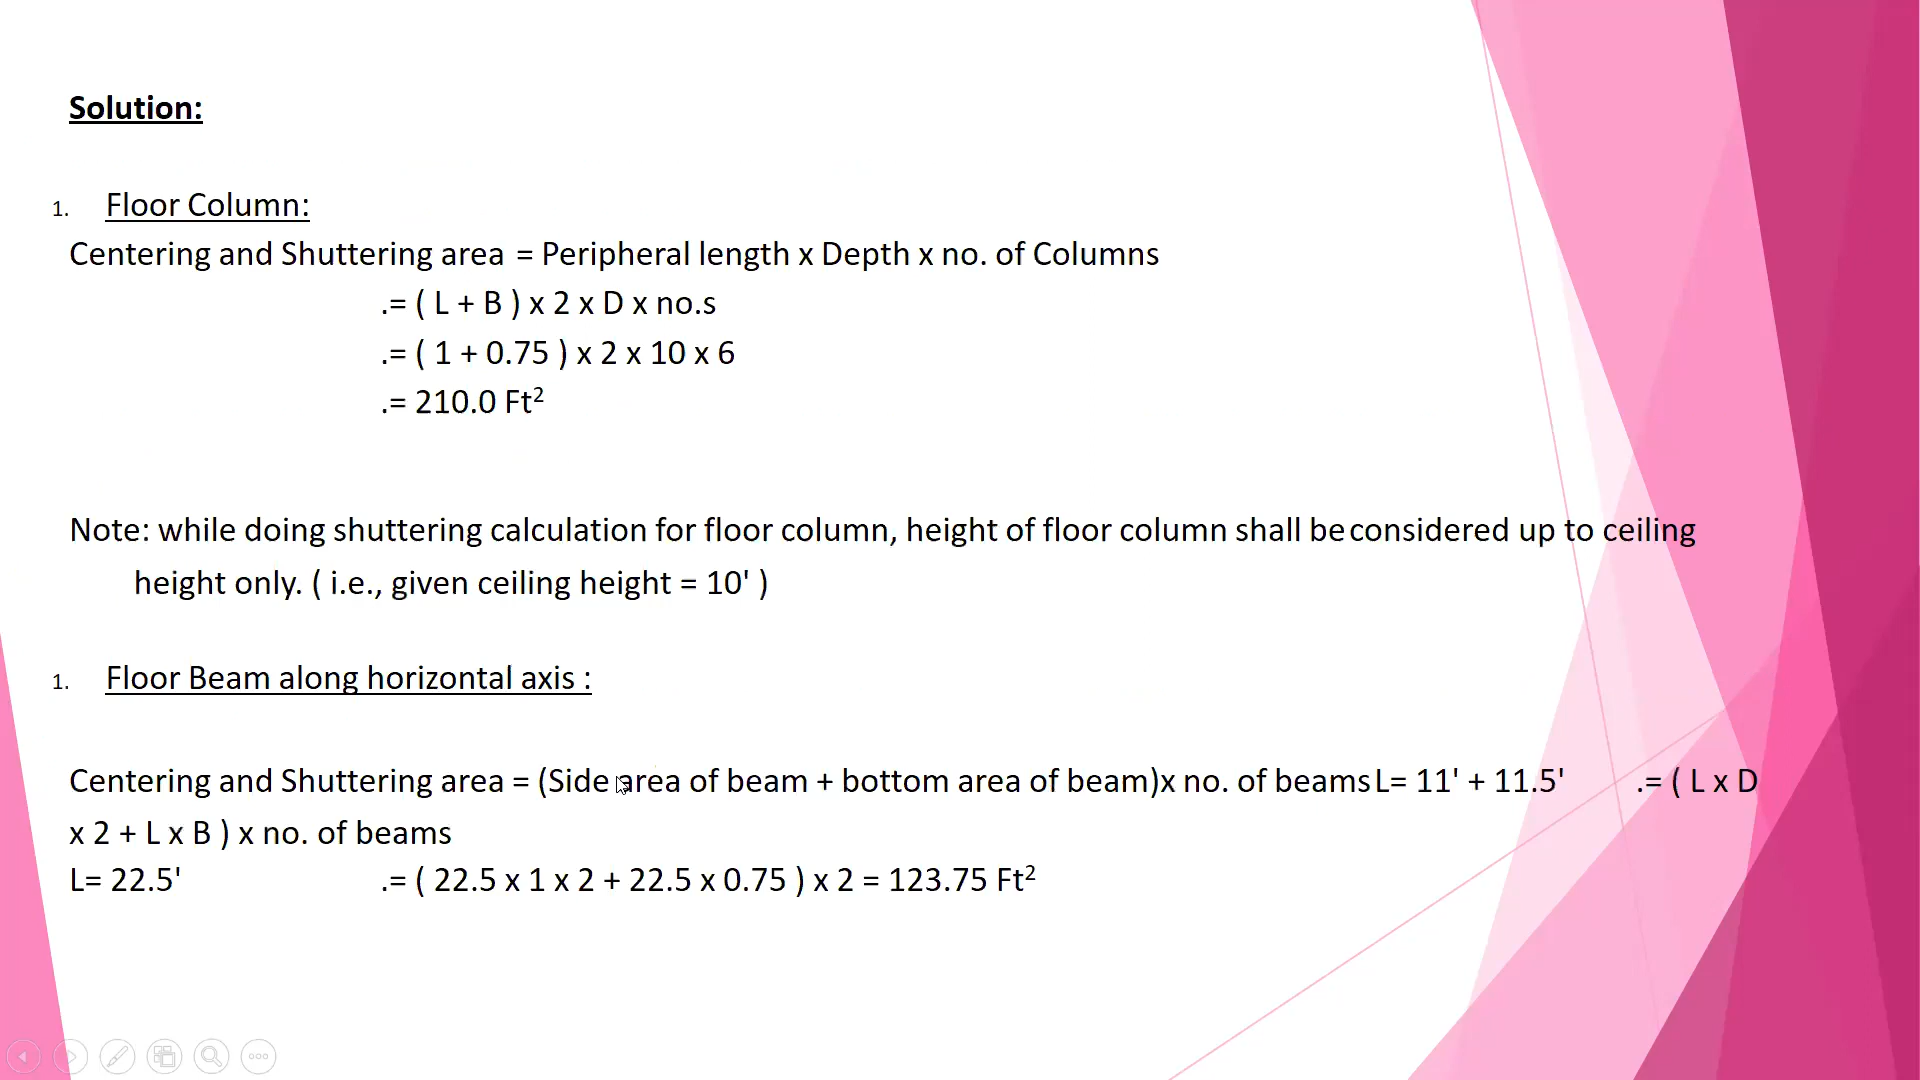 Solution:
1. Floor Column:
Centering and Shuttering area = Peripheral length x Depth x no. of Columns
.= ( L + B ) x 2 x D x no.s
.= ( 1 + 0.75 ) x 2 x 10 x 6
.= 210.0 Ft²
Note: while doing shuttering calculation for floor column, height of floor column shall be considered up to ceiling
height only. ( i.e., given ceiling height = 10' )
1. Floor Beam along horizontal axis :
Centering and Shuttering area = (Side area of beam + bottom area of beam)x no. of beams L= 11' + 11.5' .= ( L x D
x 2 + L x B ) x no. of beams
L= 22.5' .= ( 22.5 x 1 x 2 + 22.5 x 0.75 ) x 2 = 123.75 Ft²